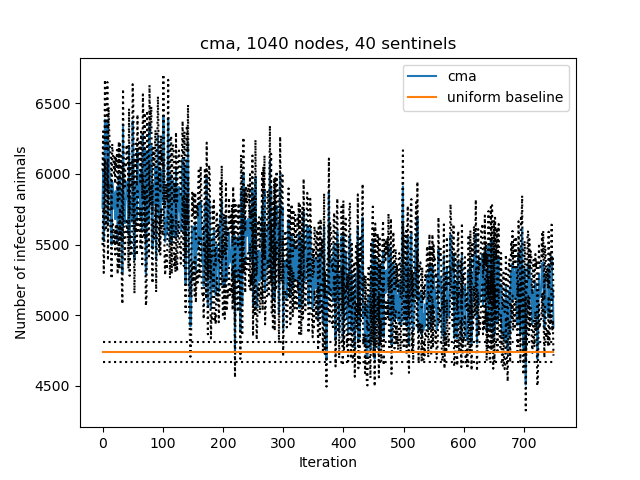 cma, 1040 nodes, 40 sentinels
cma
uniform baseline
Number of infected animals
6500
6000
5500
5000
4500
0 100 200 300 400 500 600 700
Iteration